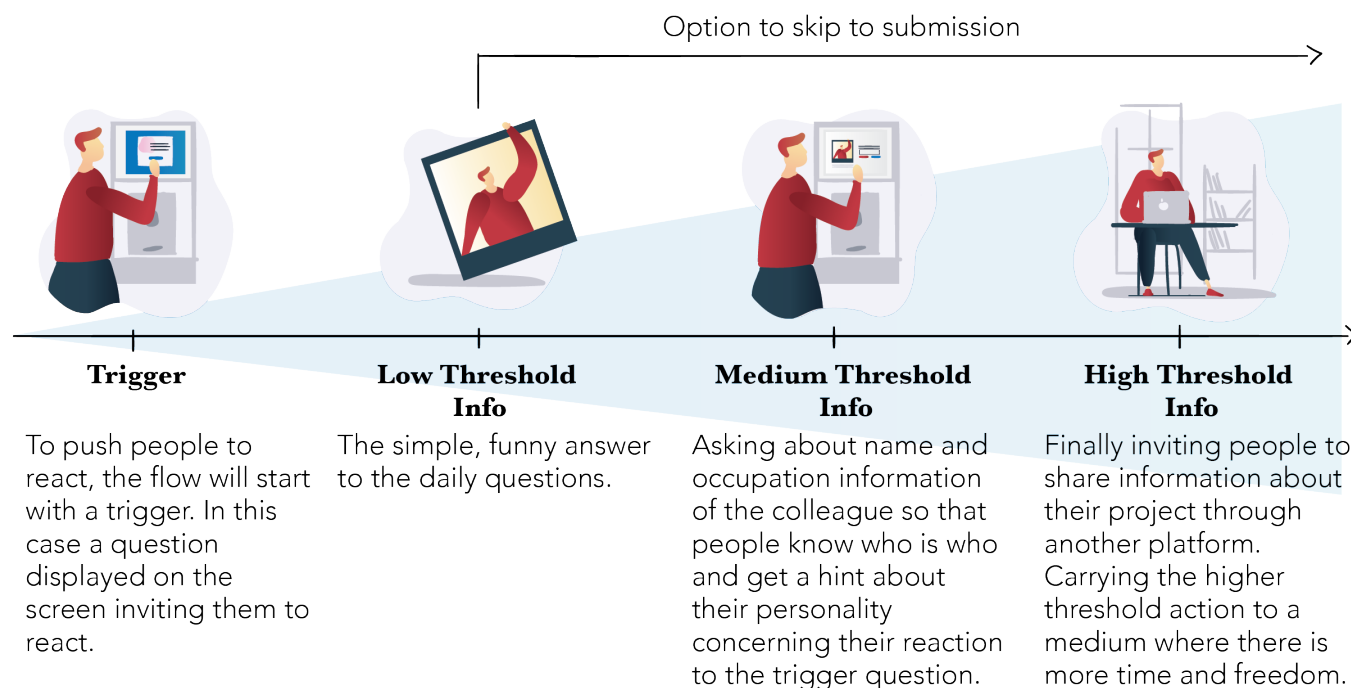 Option to skip to submission
Trigger
To push people to
react, the flow will start
with a trigger. In this
case a question
displayed on the
screen inviting them to
react.
Low Threshold
Info
The simple, funny answer
to the daily questions.
Medium Threshold
Info
Asking about name and
occupation information
of the colleague so that
people know who is who
and get a hint about
their personality
concerning their reaction
to the trigger question.
High Threshold
Info
Finally inviting people to
share information about
their project through
another platform.
Carrying the higher
threshold action to a
medium where there is
more time and freedom.